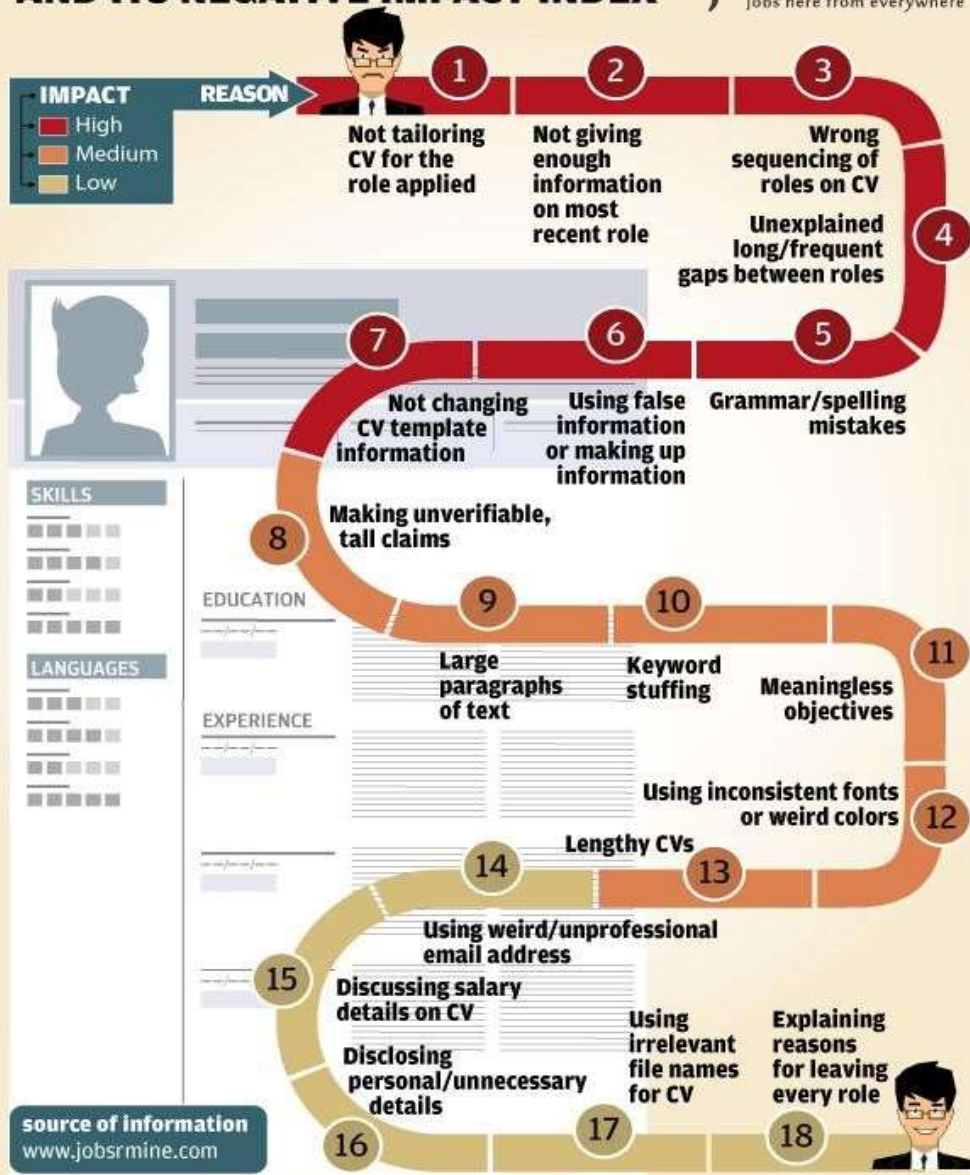 AND ITS NEGATIVE IMPACT INDEX
jobs here from everywhere
IMPACT
High
Medium
Low
REASON
1
Not tailoring
CV for the
role applied
2
Not giving
enough
information
on most
recent role
3
Wrong
sequencing of
roles on CV
4
Unexplained
long/frequent
gaps between roles
5
Grammar/spelling
mistakes
6
Using false
information
or making up
information
7
Not changing
CV template
information
8
Making unverifiable,
tall claims
9
Large
paragraphs
of text
10
Keyword
stuffing
11
Meaningless
objectives
12
Using inconsistent fonts
or weird colors
13
Lengthy CVs
14
Using weird/unprofessional
email address
15
Discussing salary
details on CV
16
Disclosing
personal/unnecessary
details
17
Using
irrelevant
file names
for CV
18
Explaining
reasons
for leaving
every role
SKILLS
LANGUAGES
EDUCATION
EXPERIENCE
source of information
www.jobsrmine.com